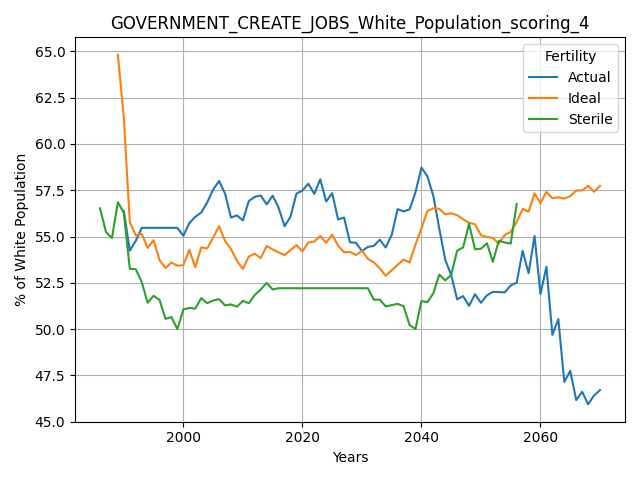 GOVERNMENT_CREATE_JOBS_White_Population_scoring_4
Fertility
Actual
Ideal
Sterile
% of White Population
65.0
62.5
60.0
57.5
55.0
52.5
50.0
47.5
45.0
2000
2020
2040
2060
Years